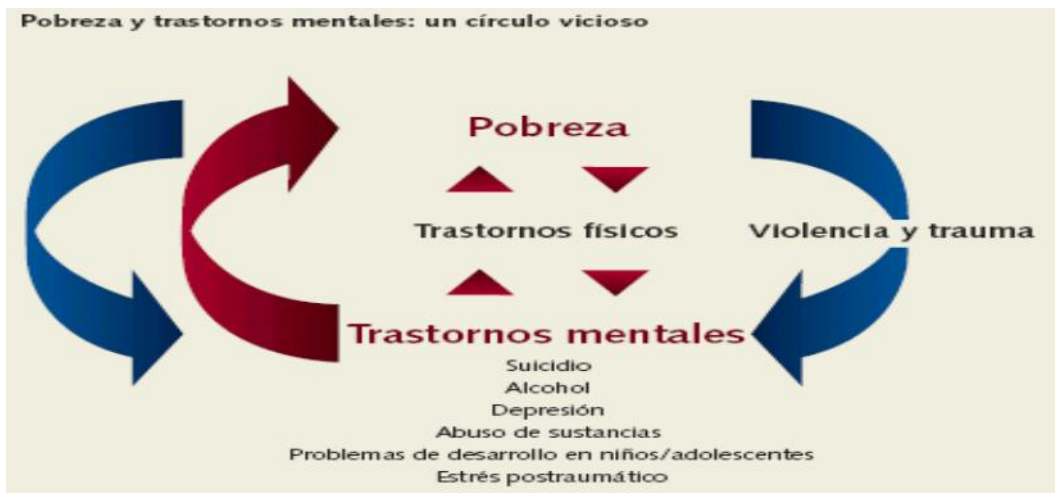 Pobreza y trastornos mentales: un círculo vicioso
Pobreza
Trastornos físicos
Violencia y trauma
Trastornos mentales
Suicidio
Alcohol
Depresión
Abuso de sustancias
Problemas de desarrollo en niños/adolescentes
Estrés postraumático